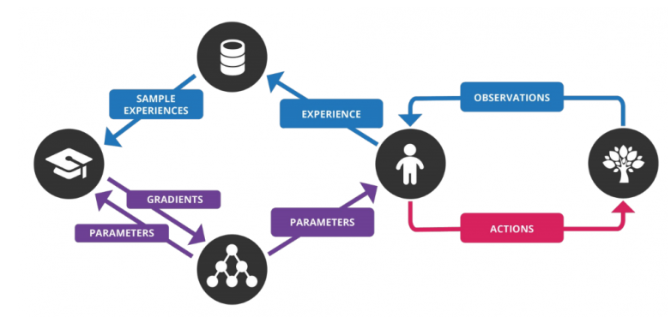 SAMPLE
EXPERIENCES
EXPERIENCE
OBSERVATIONS
GRADIENTS
PARAMETERS
PARAMETERS
ACTIONS